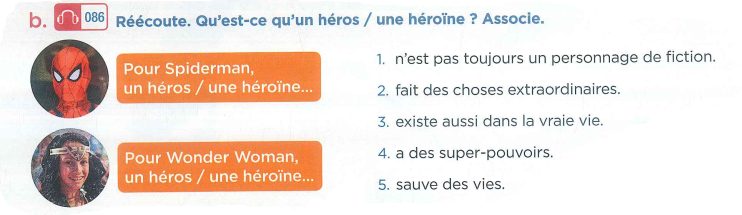 b. 086 Réécoute. Qu'est-ce qu'un héros / une héroïne ? Associe.
Pour Spiderman,
un héros / une héroïne...
Pour Wonder Woman,
un héros / une héroïne...
1. n'est pas toujours un personnage de fiction.
2. fait des choses extraordinaires.
3. existe aussi dans la vraie vie.
4. a des super-pouvoirs.
5. sauve des vies.